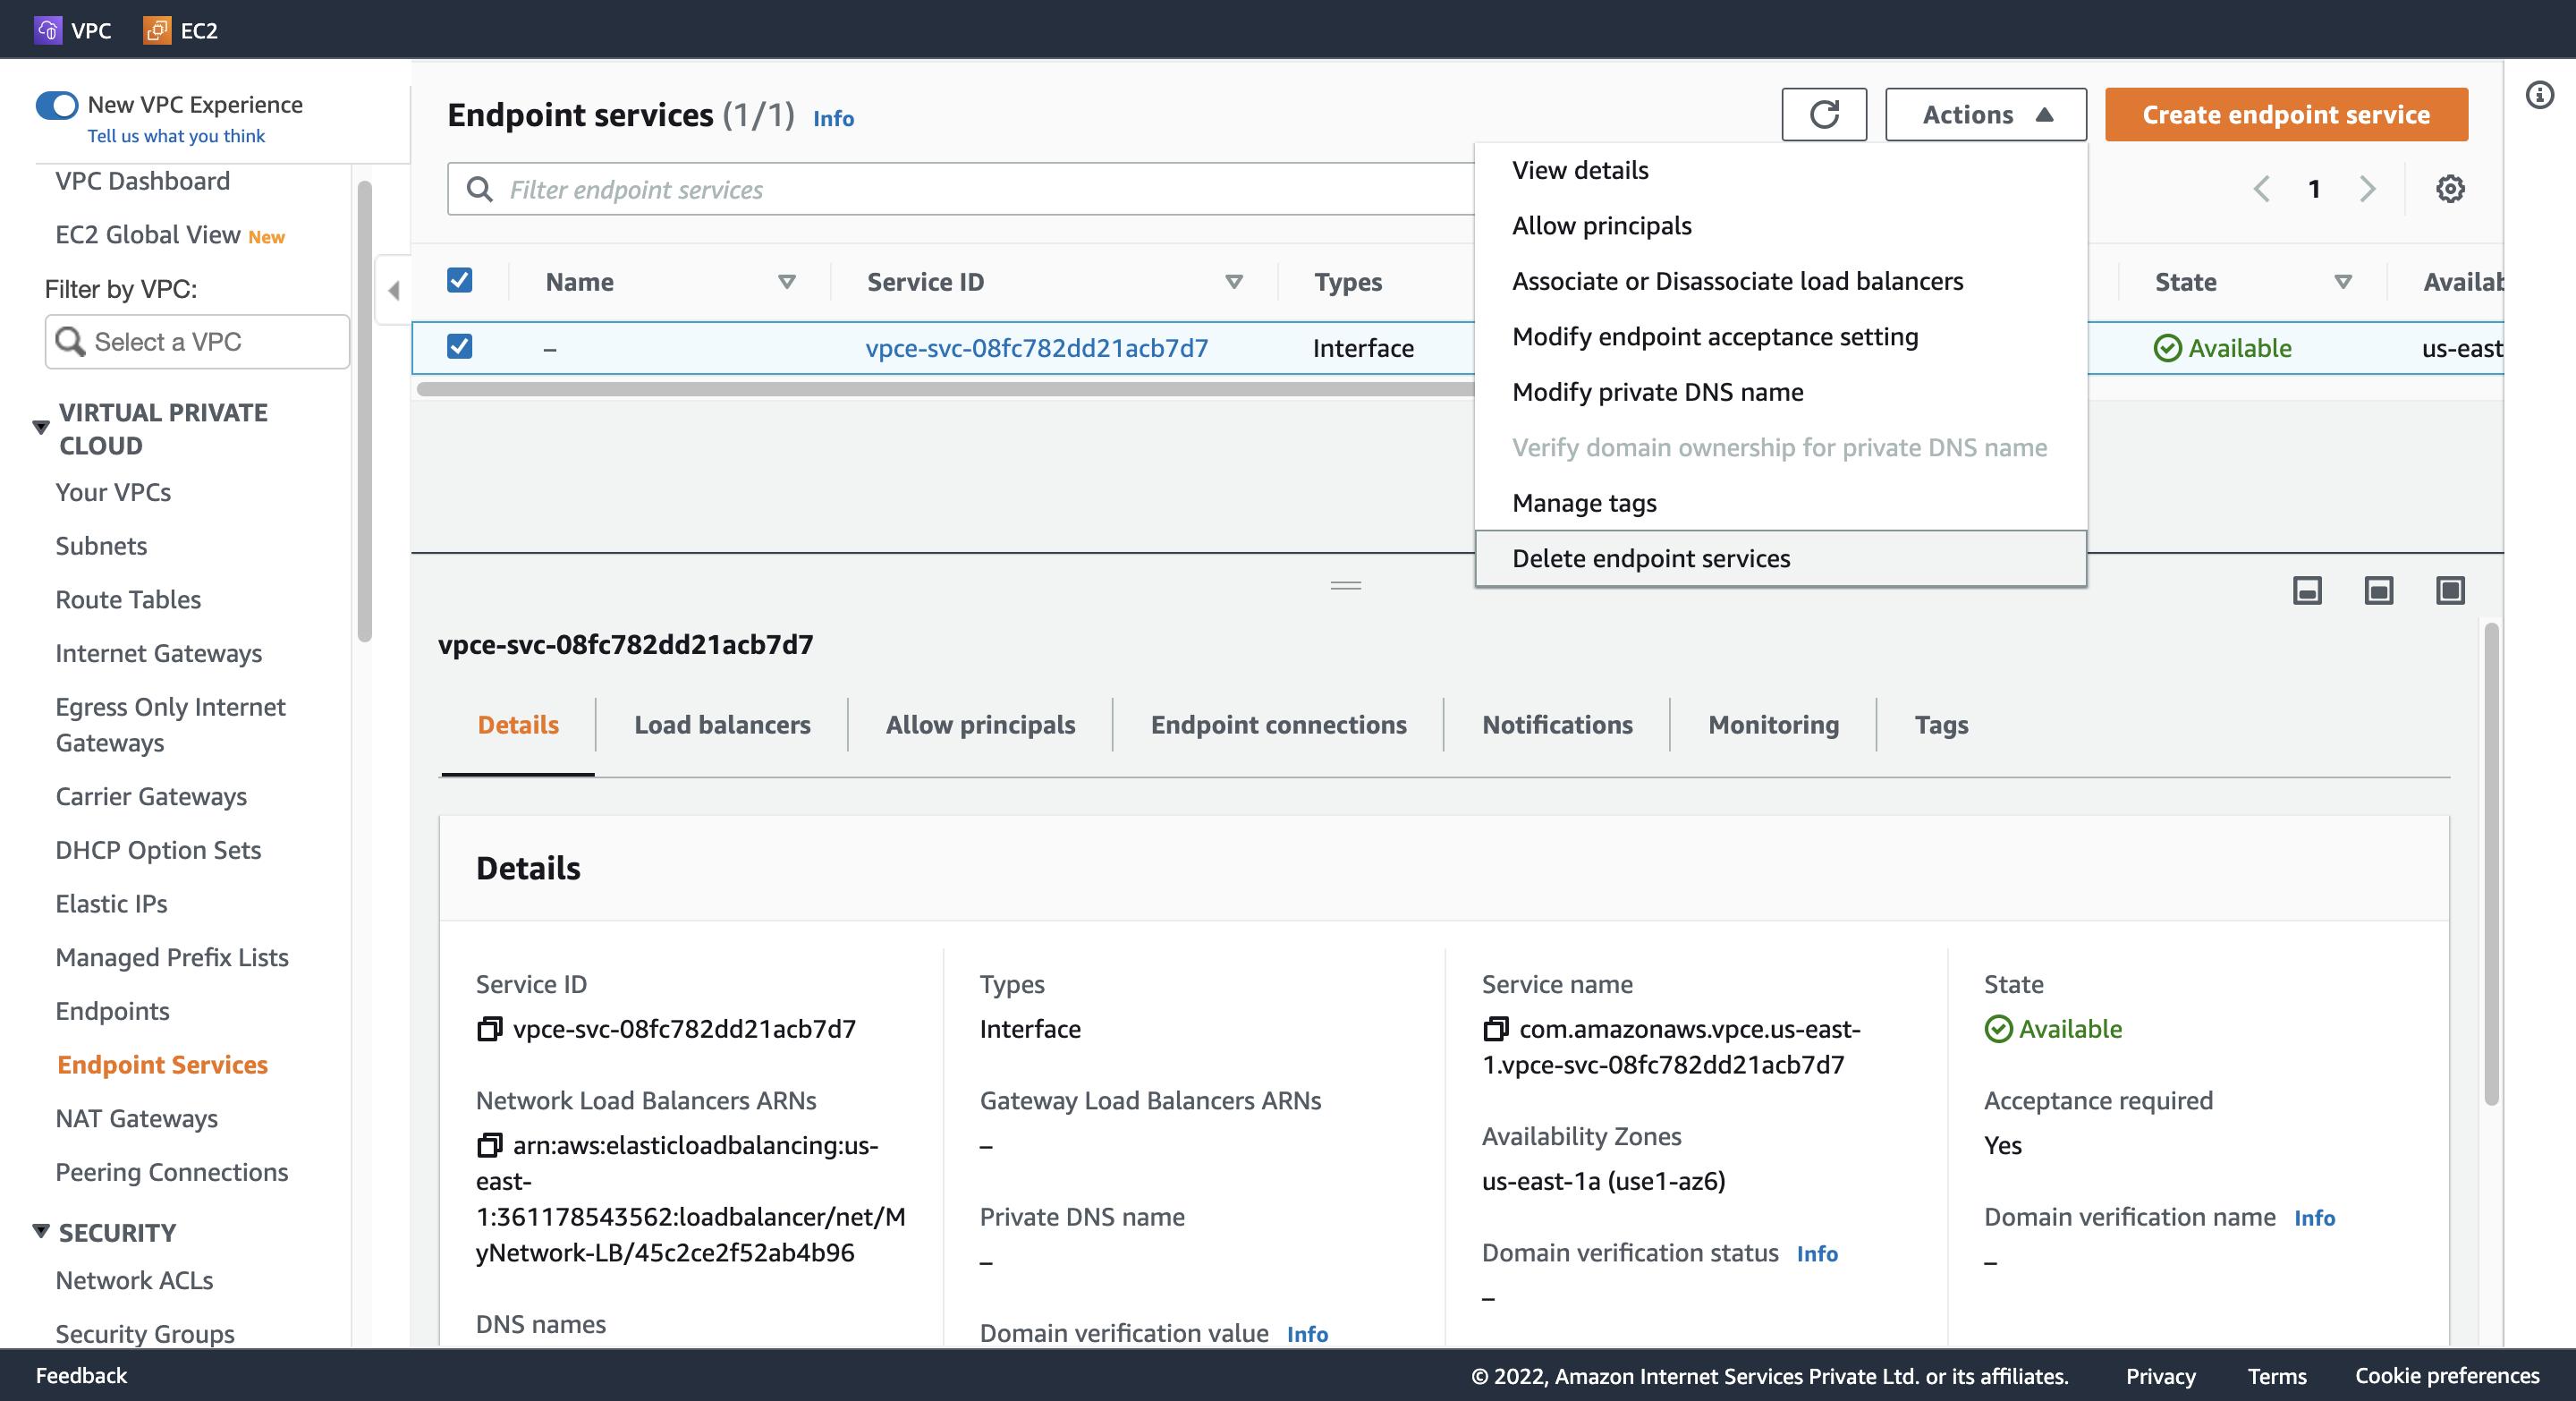 VPC EC2
New VPC Experience
Tell us what you think
VPC Dashboard
EC2 Global View New
Filter by VPC:
Select a VPC
VIRTUAL PRIVATE
CLOUD
Your VPCs
Subnets
Route Tables
Internet Gateways
Egress Only Internet
Gateways
Carrier Gateways
DHCP Option Sets
Elastic IPs
Managed Prefix Lists
Endpoints
Endpoint Services
NAT Gateways
Peering Connections
SECURITY
Network ACLs
Security Groups
Endpoint services (1/1) Info
Actions
Create endpoint service
Filter endpoint services
1
View details
Allow principals
Associate or Disassociate load balancers
Modify endpoint acceptance setting
Modify private DNS name
Verify domain ownership for private DNS name
Manage tags
Delete endpoint services
Name Service ID Types State Availab
– vpce-svc-08fc782dd21acb7d7 Interface Available us-east
vpce-svc-08fc782dd21acb7d7
Details Load balancers Allow principals Endpoint connections Notifications Monitoring Tags
Details
Service ID
vpce-svc-08fc782dd21acb7d7
Network Load Balancers ARNs
arn:aws:elasticloadbalancing:us-
east-
1:361178543562:loadbalancer/net/M
yNetwork-LB/45c2ce2f52ab4b96
DNS names
Types
Interface
Gateway Load Balancers ARNs
–
Private DNS name
–
Domain verification value Info
Service name
com.amazonaws.vpce.us-east-
1.vpce-svc-08fc782dd21acb7d7
Availability Zones
us-east-1a (use1-az6)
Domain verification status Info
–
State
Available
Acceptance required
Yes
Domain verification name Info
–
Feedback
© 2022, Amazon Internet Services Private Ltd. or its affiliates. Privacy Terms Cookie preferences